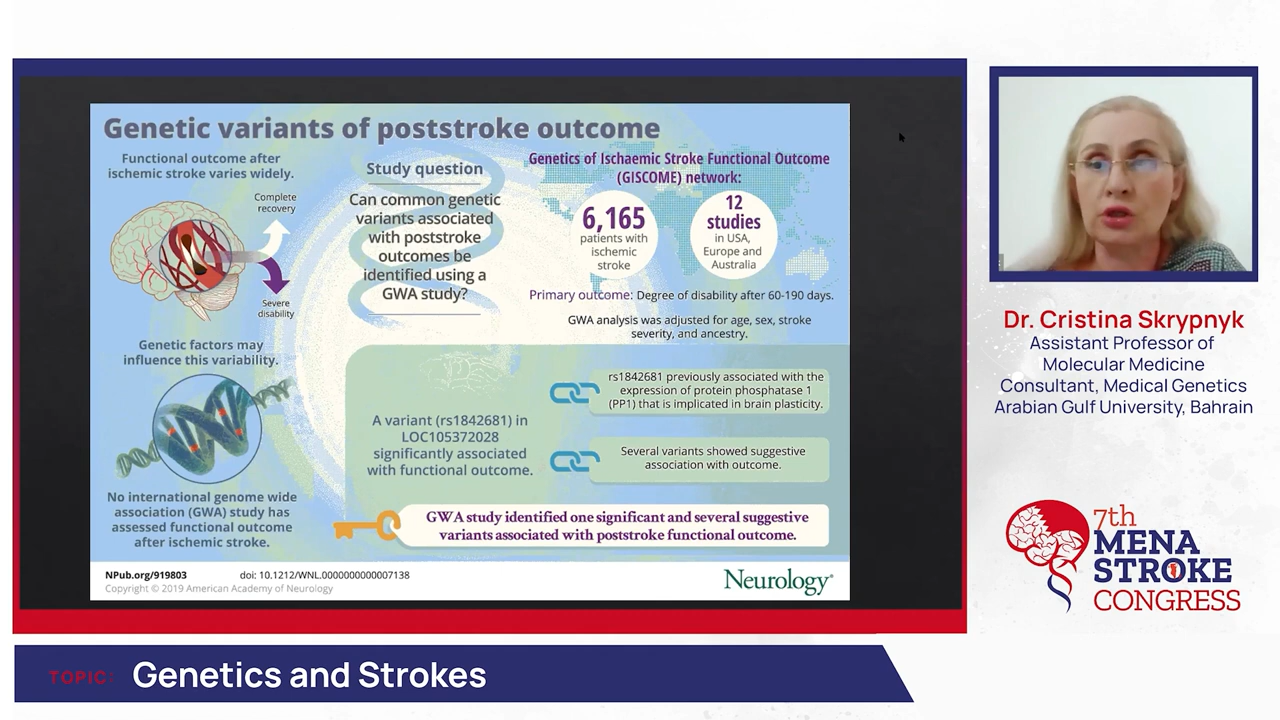 Genetic variants of poststroke outcome
Functional outcome after
ischemic stroke varies widely.
Complete
recovery
Severe
disability
Genetic factors may
influence this variability.
No international genome wide
association (GWA) study has
assessed functional outcome
after ischemic stroke.
Study question
Can common genetic
variants associated
with poststroke
outcomes be
identified using a
GWA study?
Genetics of Ischaemic Stroke Functional Outcome
(GISCOME) network:
6,165
patients with
ischemic
stroke
12
studies
in USA,
Europe and
Australia
Primary outcome: Degree of disability after 60-190 days.
GWA analysis was adjusted for age, sex, stroke
severity, and ancestry.
A variant (rs1842681) in
LOC105372028
significantly associated
with functional outcome.
rs1842681 previously associated with the
expression of protein phosphatase 1
(PP1) that is implicated in brain plasticity.
Several variants showed suggestive
association with outcome.
GWA study identified one significant and several suggestive
variants associated with poststroke functional outcome.
NPub.org/919803 doi: 10.1212/WNL.0000000000007138
Copyright © 2019 American Academy of Neurology
Neurology®
Dr. Cristina Skrypnyk
Assistant Professor of
Molecular Medicine
Consultant, Medical Genetics
Arabian Gulf University, Bahrain
7th
MENA
STROKE
CONGRESS
TOPIC: Genetics and Strokes